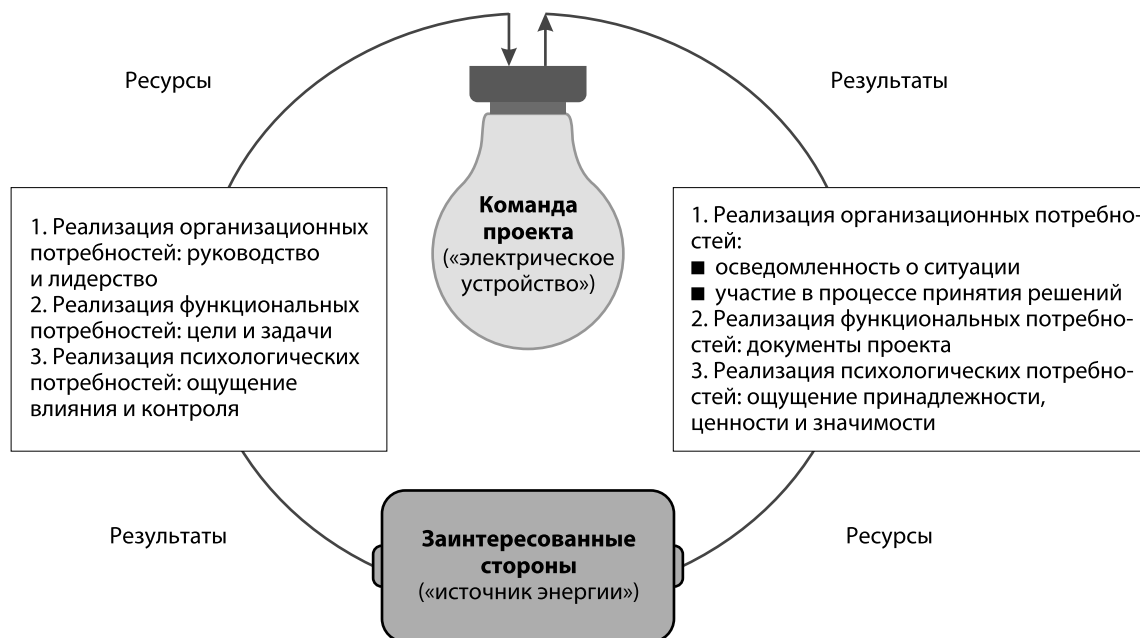 Ресурсы
Результаты
Команда
проекта
(«электрическое
устройство»)
1. Реализация организационных
потребностей: руководство
и лидерство
2. Реализация функциональных
потребностей: цели и задачи
3. Реализация психологических
потребностей: ощущение
влияния и контроля
1. Реализация организационных потребно-
стей:
■ осведомленность о ситуации
■ участие в процессе принятия решений
2. Реализация функциональных потребно-
стей: документы проекта
3. Реализация психологических потребно-
стей: ощущение принадлежности,
ценности и значимости
Результаты
Ресурсы
Заинтересованные
стороны
(«источник энергии»)